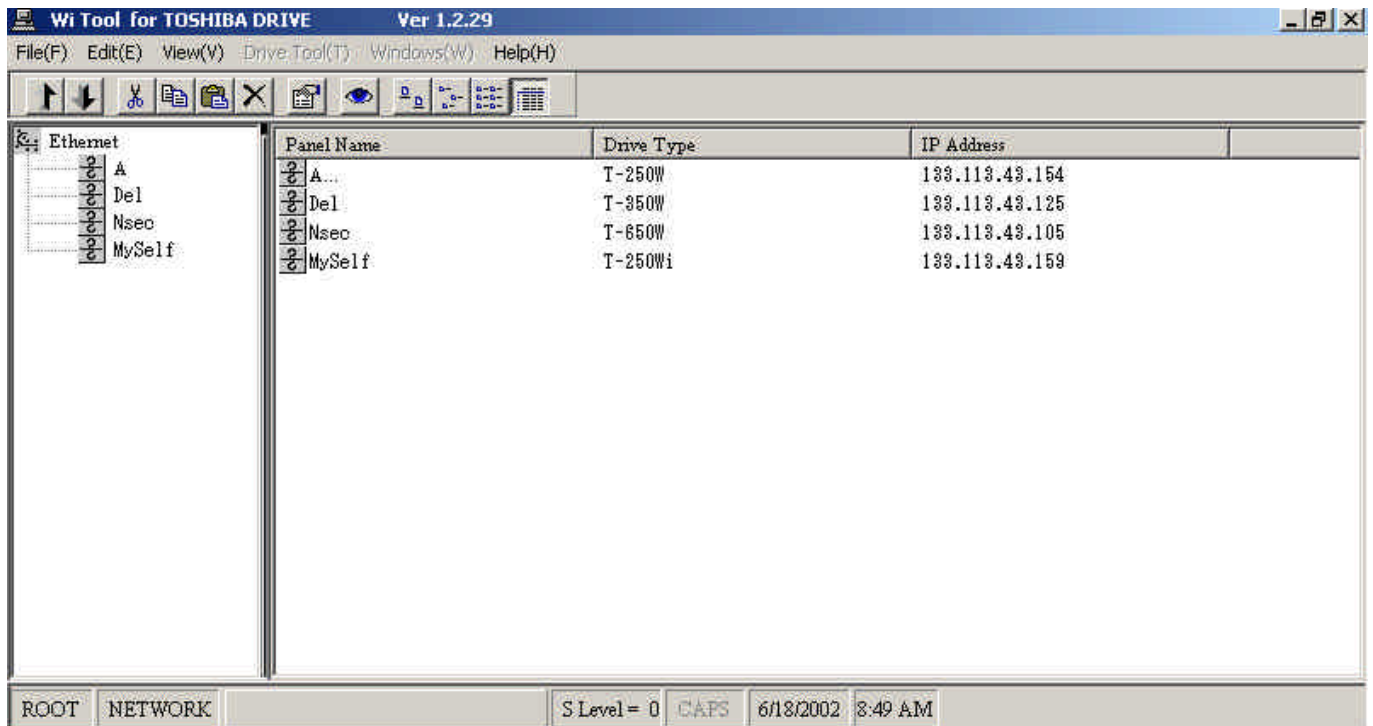 Wi Tool for TOSHIBA DRIVE Ver 1.2.29
File(F) Edit(E) View(V) Drive Tool(T) Windows(W) Help(H)
Ethernet
A
Del
Nsec
MySelf
Panel Name Drive Type IP Address
A... T-250W 133.113.43.154
Del T-350W 133.113.43.125
Nsec T-650W 133.113.43.105
MySelf T-250Wi 133.113.43.159
ROOT NETWORK S Level = 0 CAPS 6/18/2002 8:49 AM